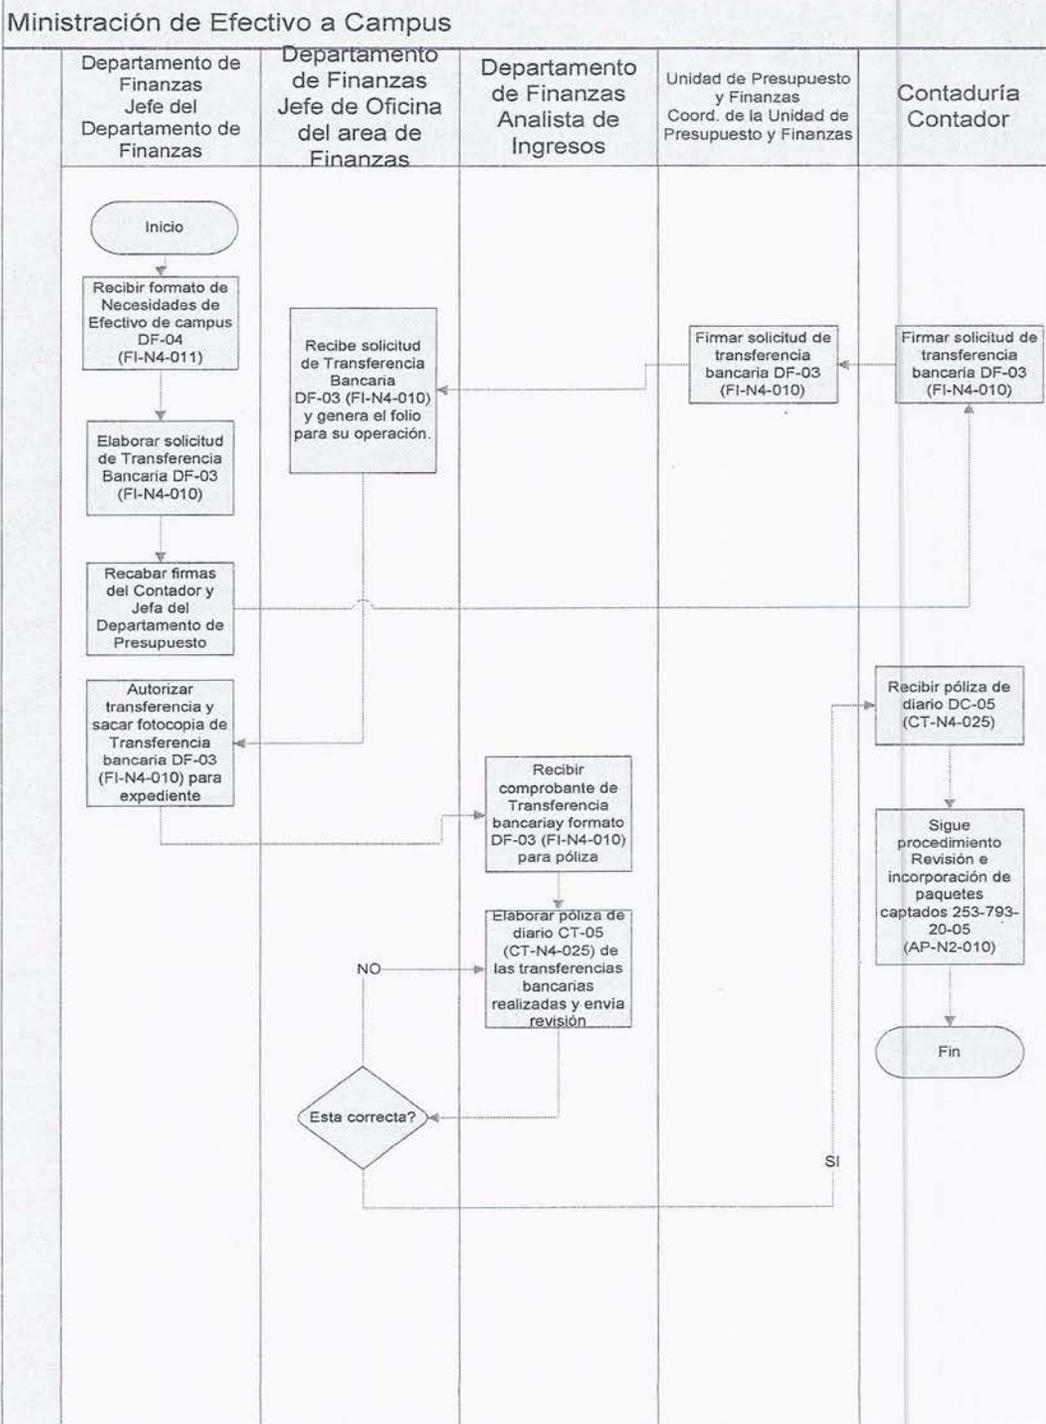 Ministración de Efectivo a Campus
Departamento de
Finanzas
Jefe del
Departamento de
Finanzas
Departamento
de Finanzas
Jefe de Oficina
del area de
Finanzas
Departamento
de Finanzas
Analista de
Ingresos
Unidad de Presupuesto
y Finanzas
Coord. de la Unidad de
Presupuesto y Finanzas
Contaduría
Contador
Inicio
Recibir formato de
Necesidades de
Efectivo de campus
DF-04
(FI-N4-011)
Elaborar solicitud
de Transferencia
Bancaria DF-03
(FI-N4-010)
Recabar firmas
del Contador y
Jefa del
Departamento de
Presupuesto
Firmar solicitud de
transferencia
bancaria DF-03
(FI-N4-010)
Firmar solicitud de
transferencia
bancaria DF-03
(FI-N4-010)
Recibe solicitud
de Transferencia
Bancaria
DF-03 (FI-N4-010)
y genera el folio
para su operación.
Autorizar
transferencia y
sacar fotocopia de
Transferencia
bancaria DF-03
(FI-N4-010) para
expediente
Recibir
comprobante de
Transferencia
bancariay formato
DF-03 (FI-N4-010)
para póliza
Elaborar póliza de
diario CT-05
(CT-N4-025) de
las transferencias
bancarias
realizadas y envia
revisión
Esta correcta?
NO
SI
Recibir póliza de
diario DC-05
(CT-N4-025)
Sigue
procedimiento
Revisión e
incorporación de
paquetes
captados 253-793-
20-05
(AP-N2-010)
Fin